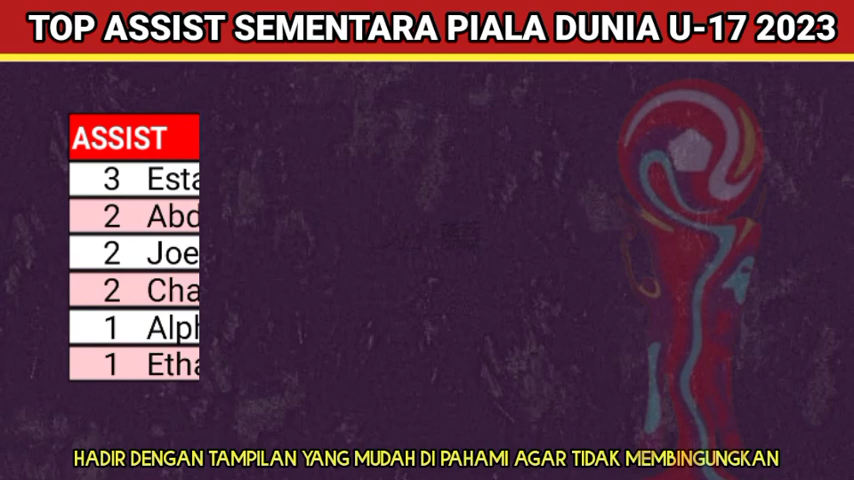 TOP ASSIST SEMENTARA PIALA DUNIA U-17 2023
ASSIST
3 Esta
2 Abd
2 Joe
2 Cha
1 Alph
1 Etha
HADIR DENGAN TAMPILAN YANG MUDAH DI PAHAMI AGAR TIDAK MEMBINGUNGKAN